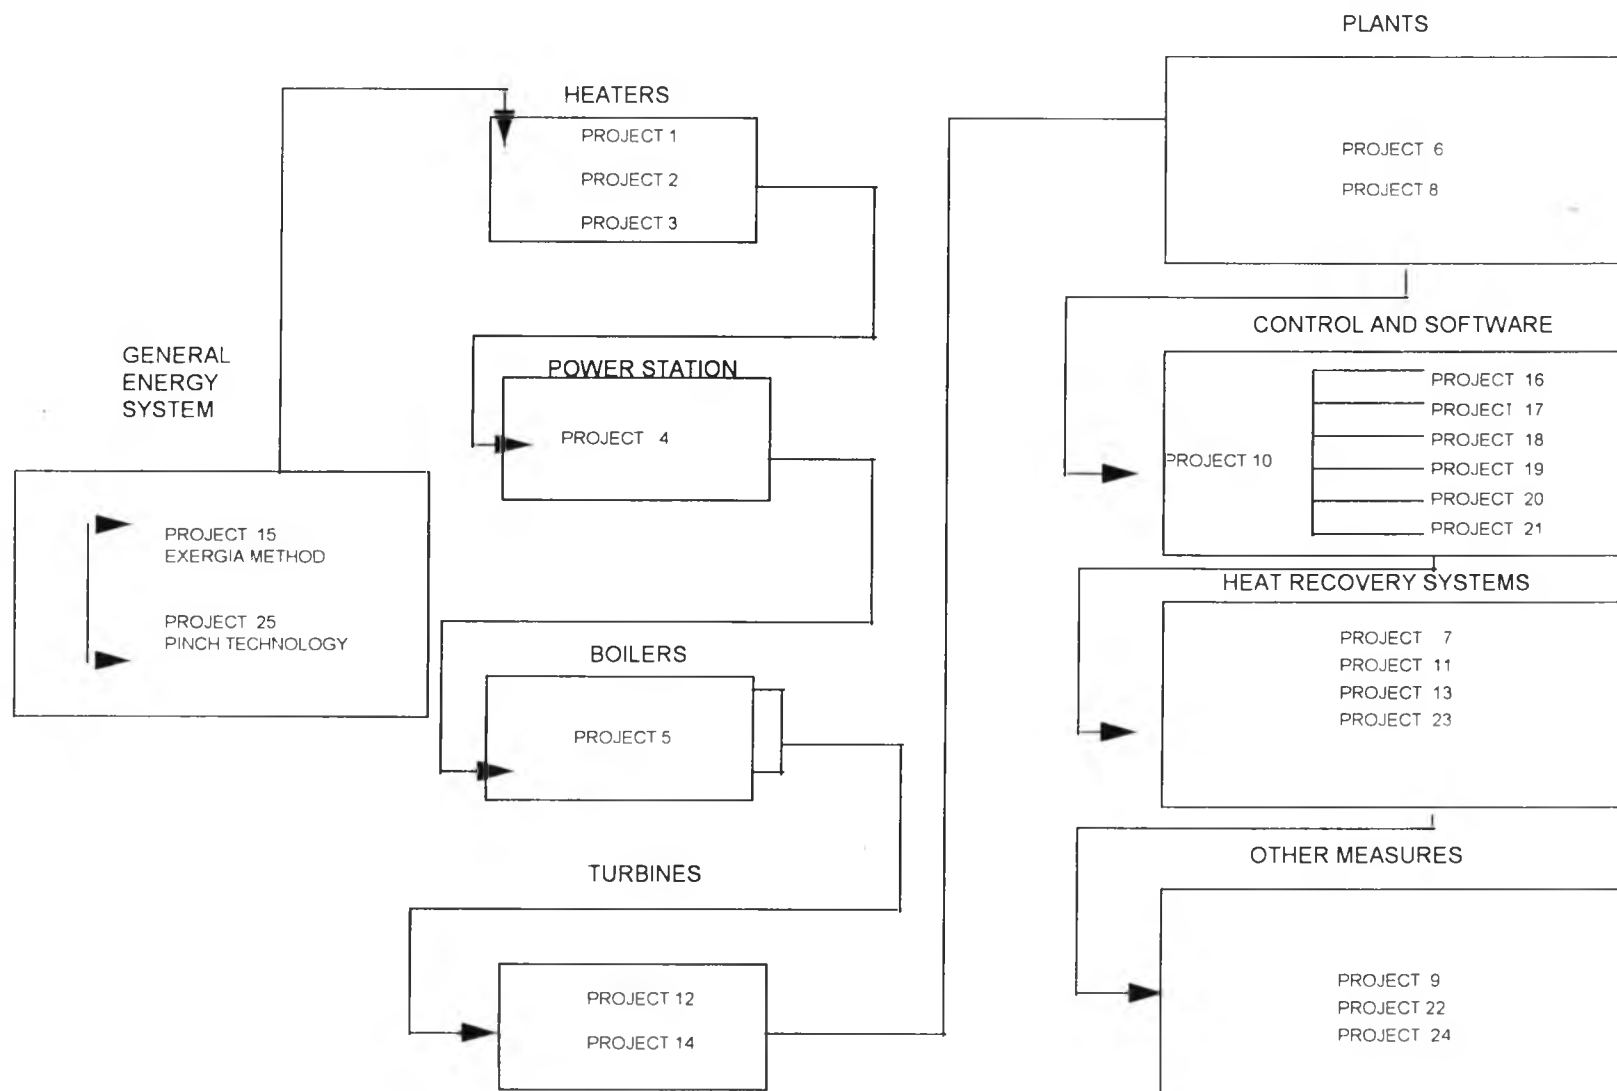 GENERAL
ENERGY
SYSTEM
PROJECT 15
EXERGIA METHOD
PROJECT 25
PINCH TECHNOLOGY
HEATERS
PROJECT 1
PROJECT 2
PROJECT 3
POWER STATION
PROJECT 4
BOILERS
PROJECT 5
TURBINES
PROJECT 12
PROJECT 14
PLANTS
PROJECT 6
PROJECT 8
CONTROL AND SOFTWARE
PROJECT 10
PROJECT 16
PROJECT 17
PROJECT 18
PROJECT 19
PROJECT 20
PROJECT 21
HEAT RECOVERY SYSTEMS
PROJECT 7
PROJECT 11
PROJECT 13
PROJECT 23
OTHER MEASURES
PROJECT 9
PROJECT 22
PROJECT 24